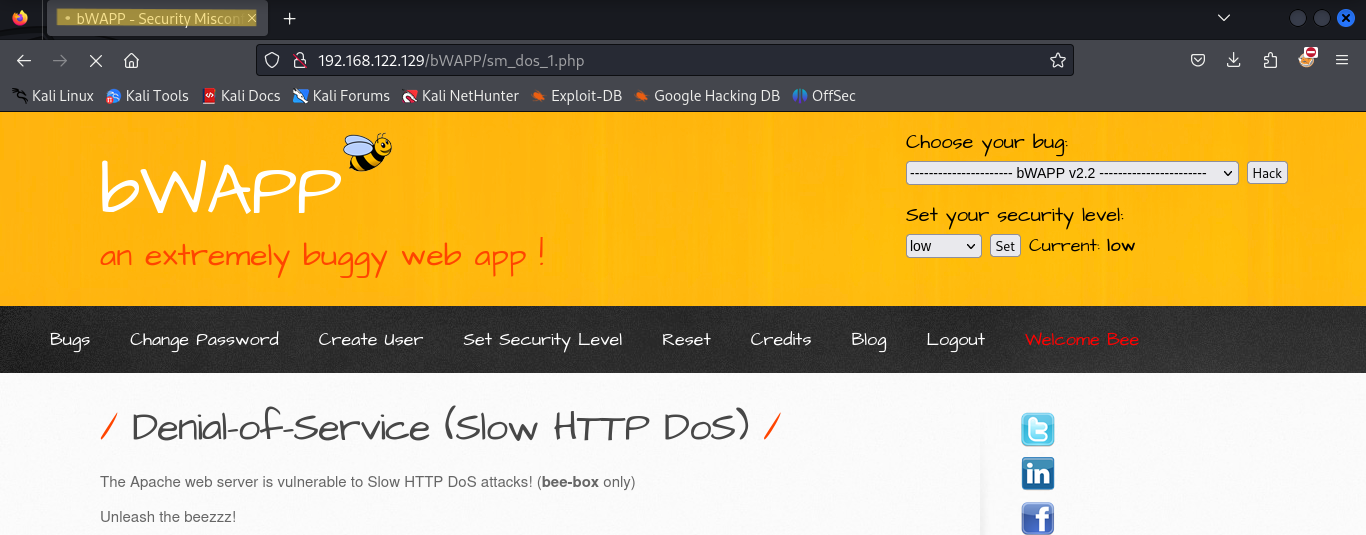 bWAPP - Security Miscon
192.168.122.129/bWAPP/sm_dos_1.php
Kali Linux Kali Tools Kali Docs Kali Forums Kali NetHunter Exploit-DB Google Hacking DB OffSec
bWAPP
an extremely buggy web app !
Choose your bug:
---------------------- bWAPP v2.2 ----------------------- Hack
Set your security level:
low Set Current: low
Bugs Change Password Create User Set Security Level Reset Credits Blog Logout Welcome Bee
/ Denial-of-Service (Slow HTTP DoS) /
The Apache web server is vulnerable to Slow HTTP DoS attacks! (bee-box only)
Unleash the beezzz!